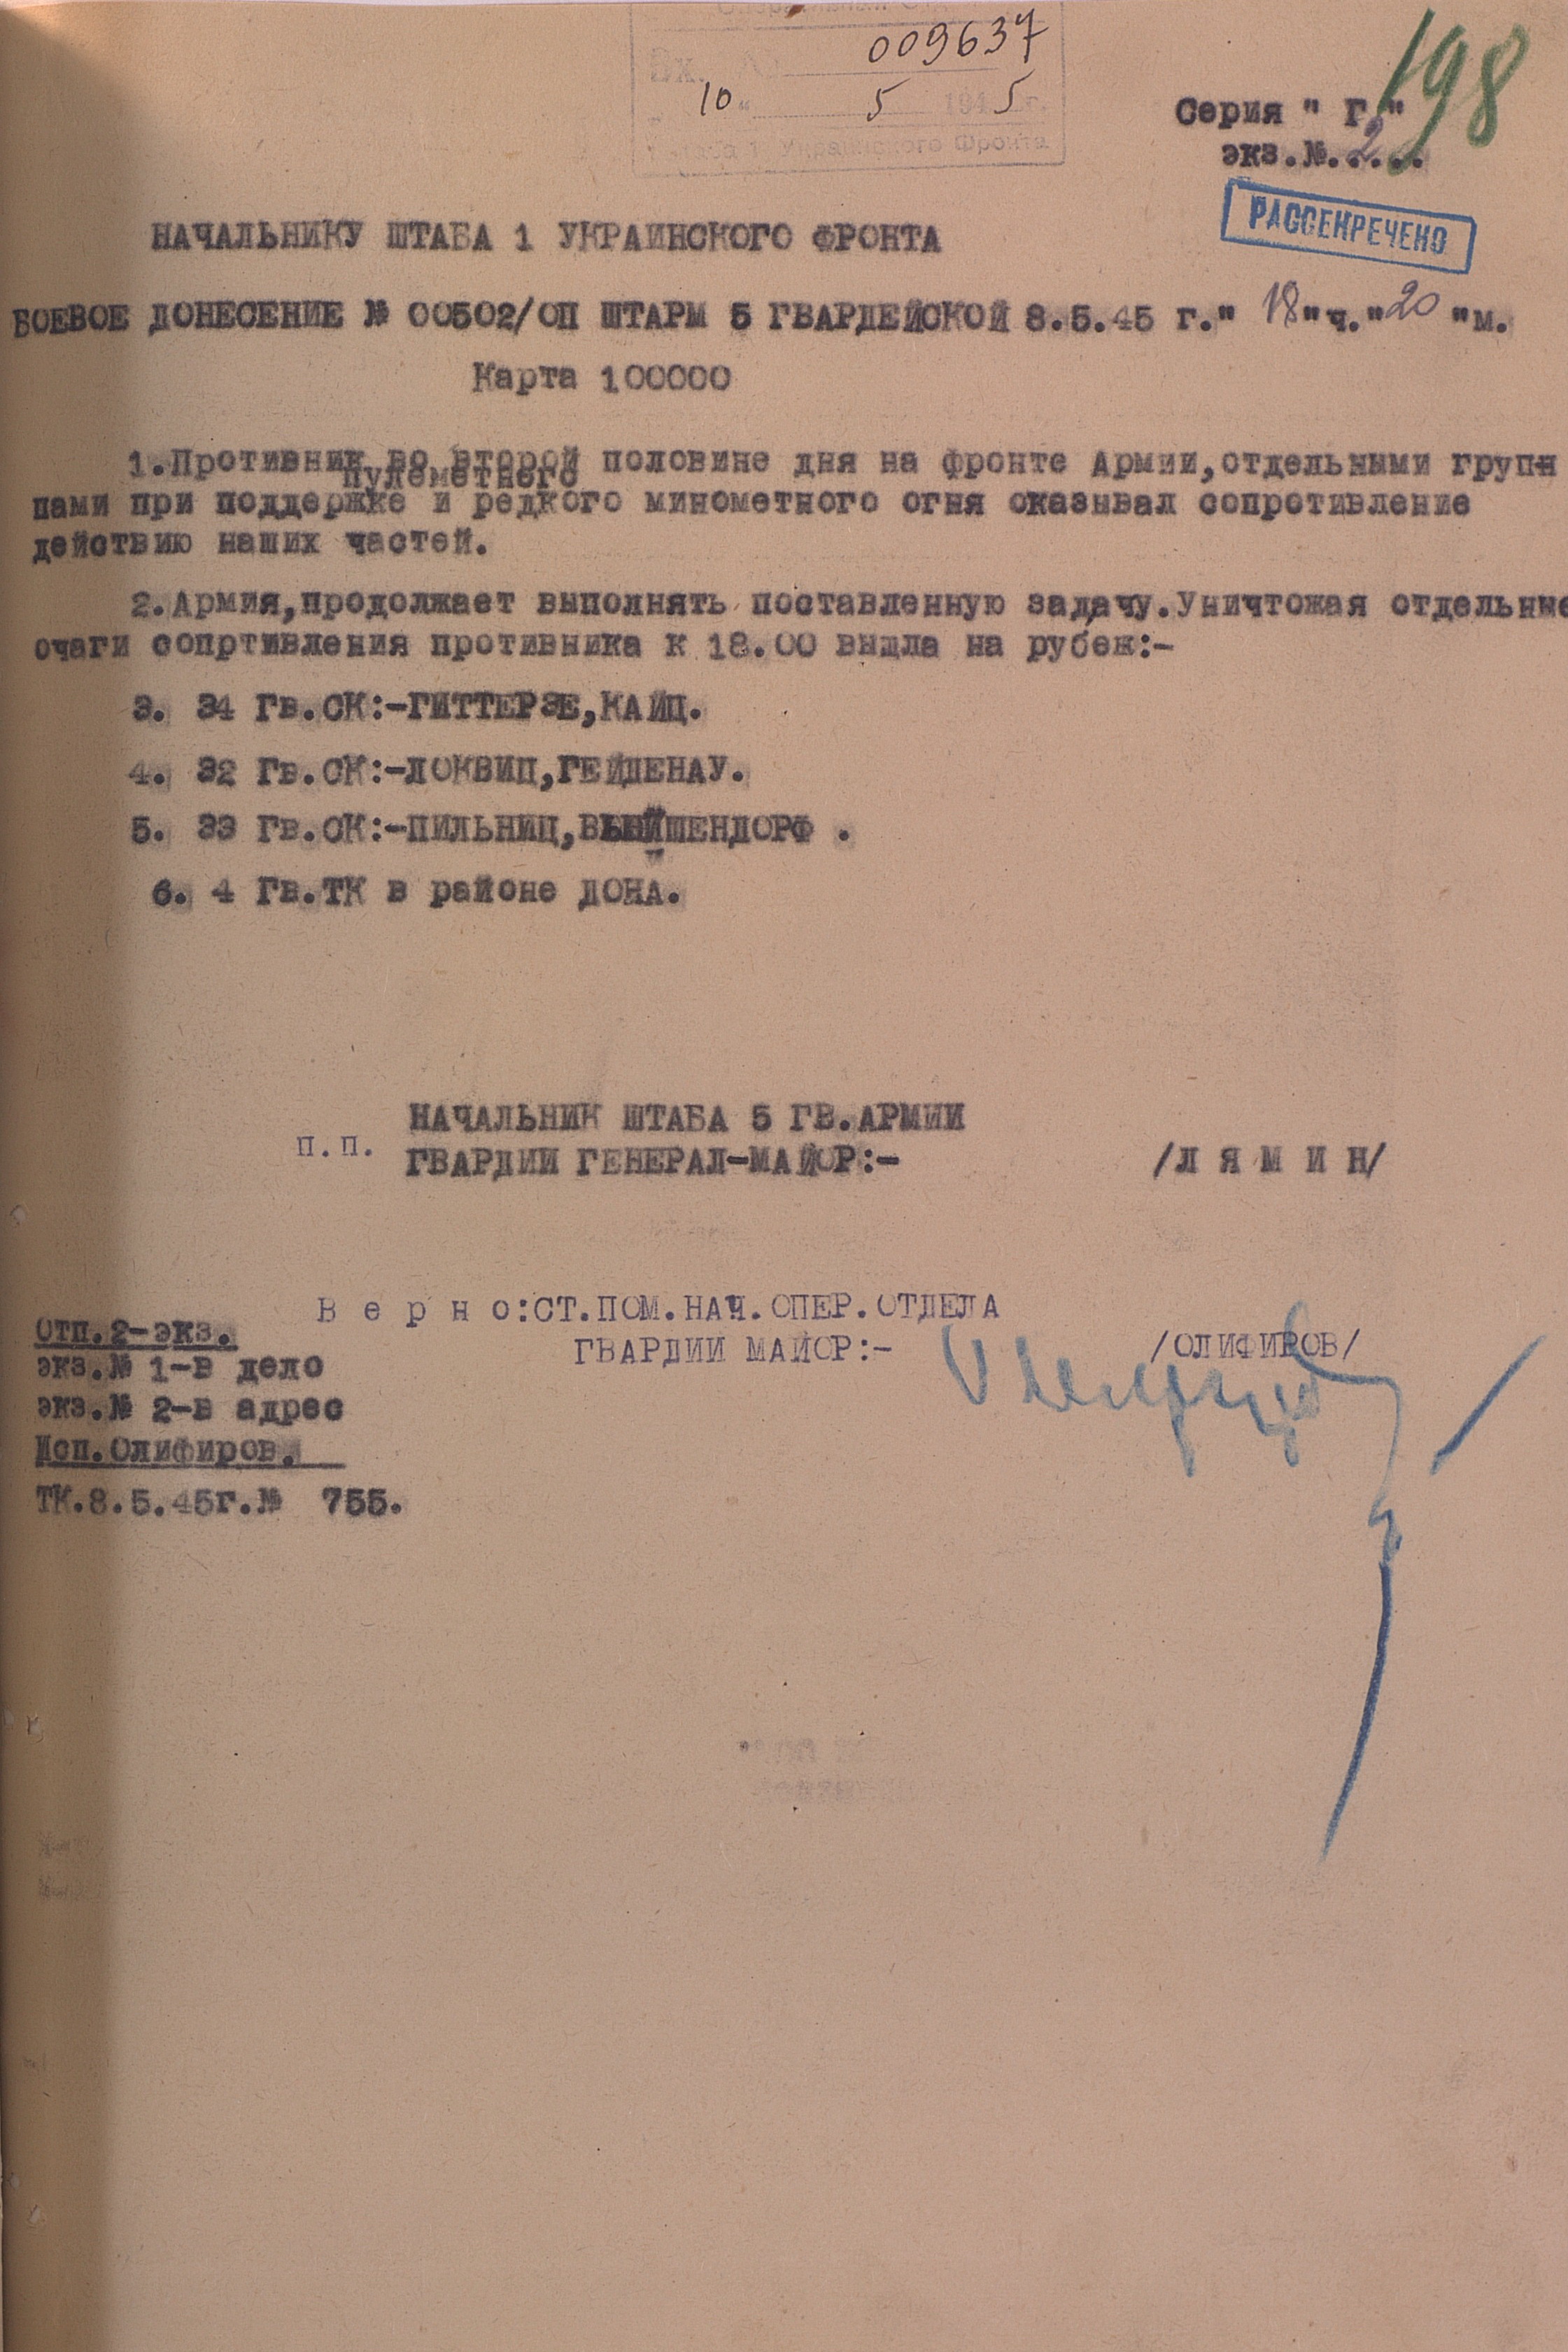 009637
198
10 " 5 1945 г.
штаба 1 Украинского Фронта
Серия " Г. "
экз.№.2...
РАССЕКРЕЧЕНО
НАЧАЛЬНИКУ ШТАБА 1 УКРАИНСКОГО ФРОНТА
БОЕВОЕ ДОНЕСЕНИЕ № 00502/ОП ШТАРМ 5 ГВАРДЕЙСКОЙ 8.5.45 г." 18 "ч."20 "м.
Карта 100000
1.Противник во второй половине дня на фронте Армии,отдельными груп-
пулеметного
пами при поддержке и редкого минометного огня оказывал сопротивление
действию наших частей.
2.Армия,продолжает выполнять поставленную задачу.Уничтожая отдельные
очаги сопртивления противника к 18.00 вышла на рубеж:-
3. 34 Гв.СК:-ГИТТЕРЗЕ,КАЙЦ.
4. 32 Гв.СК:-ЛОКВИЦ,ГЕЙДЕНАУ.
5. 33 Гв.СК:-ПИЛЬНИЦ, .
6. 4 Гв.ТК в районе ДОНА.
НАЧАЛЬНИК ШТАБА 5 ГВ.АРМИИ
п.п. ГВАРДИИ ГЕНЕРАЛ-МАЙОР:- /Л Я М И Н/
В е р н о:СТ.ПОМ.НАЧ.ОПЕР.ОТДЕЛА
ГВАРДИИ МАЙОР:- /ОЛИФИРОВ/
Отп.2-экз.
экз.№ 1-в дело
экз.№ 2-в адрес
Исп.Олифиров.
ТК.8.5.45г.№ 755.